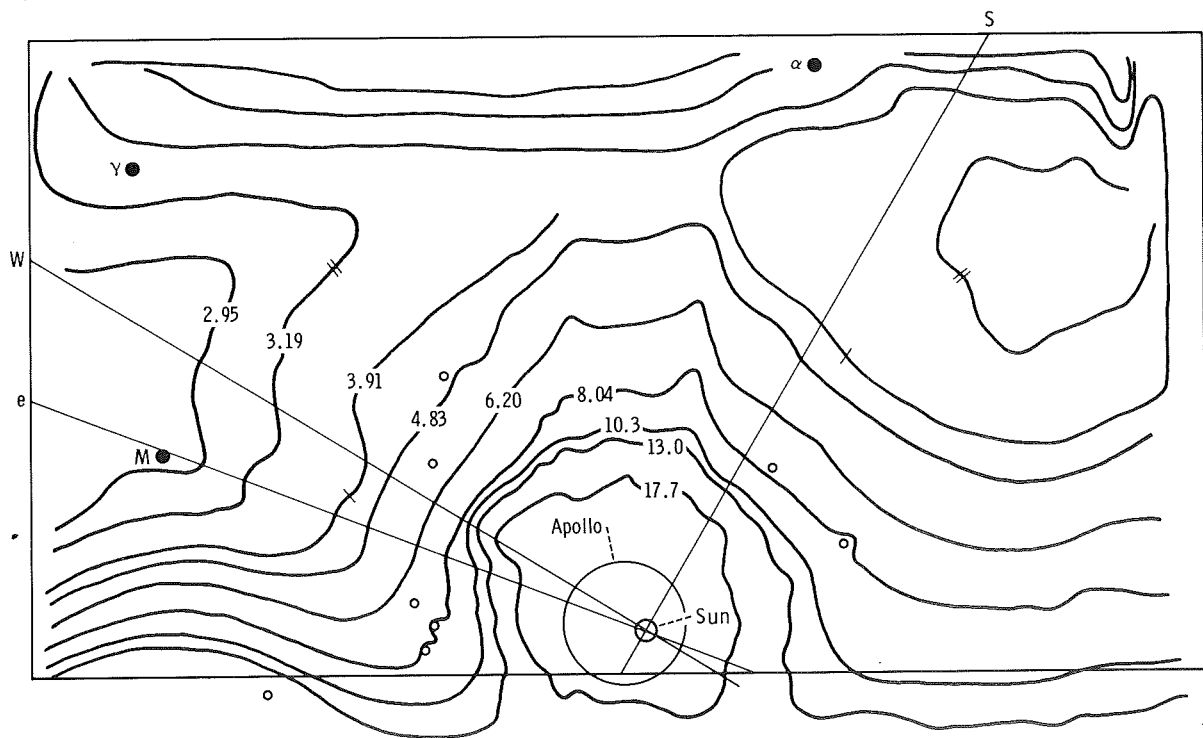 S
α
γ
W
2.95
3.19
3.91
e
4.83
6.20
8.04
10.3
13.0
M
17.7
Apollo
Sun